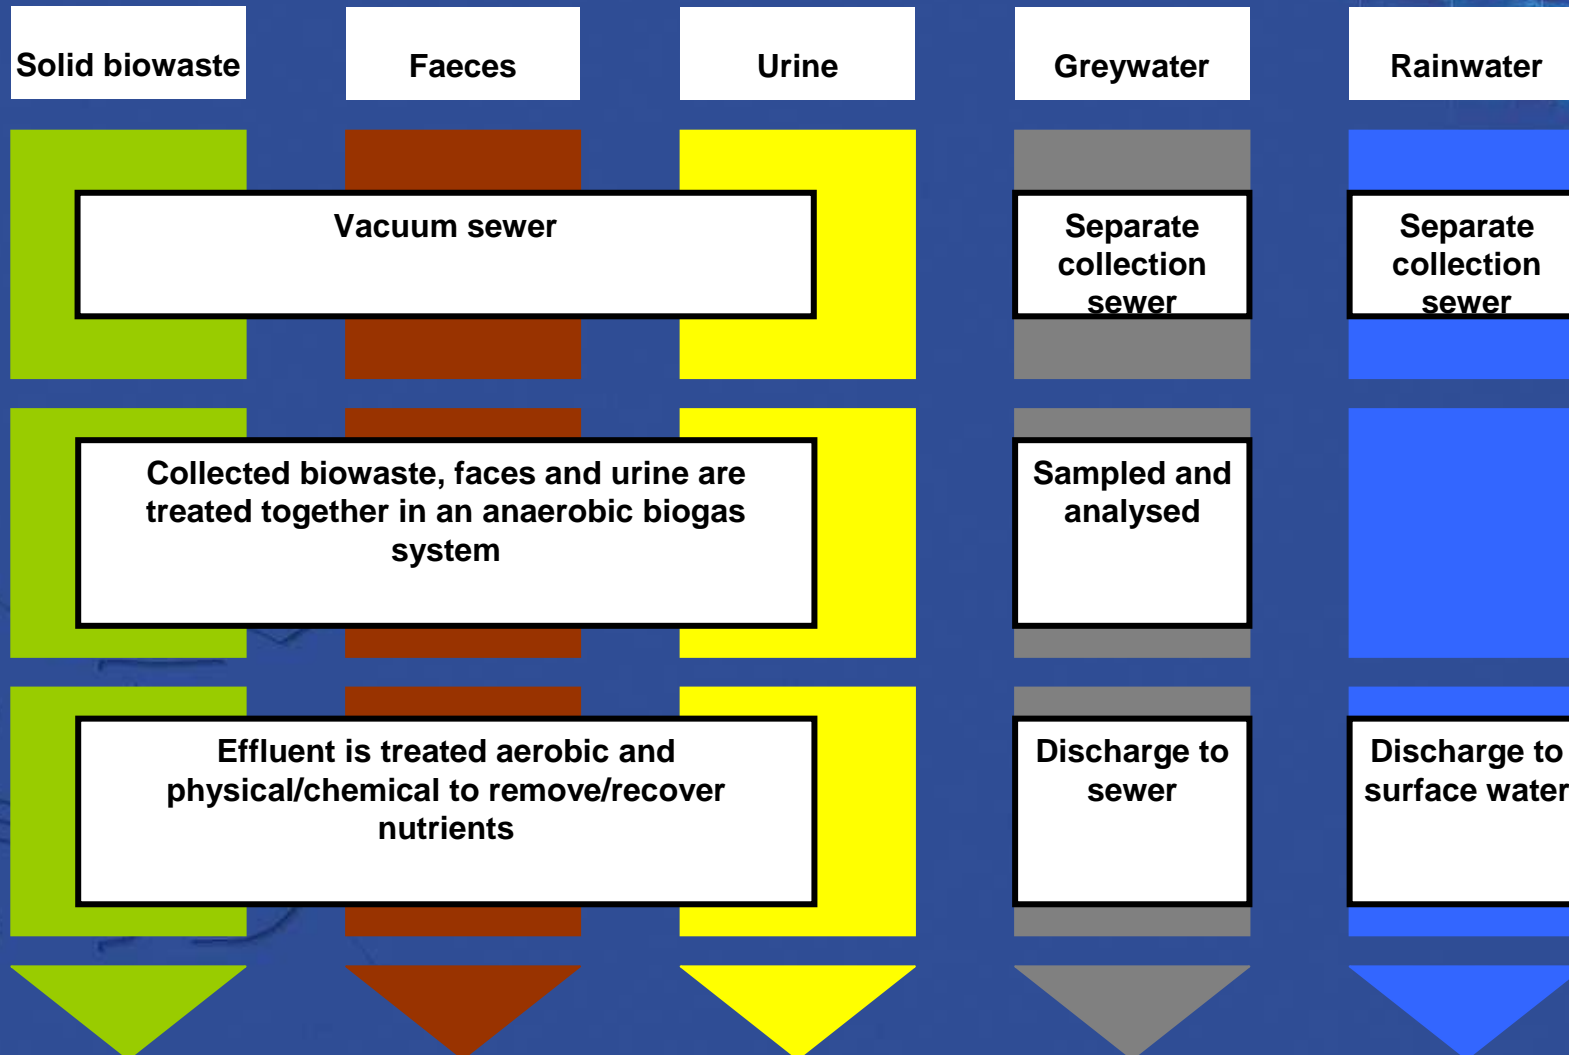 Solid biowaste
Faeces
Urine
Greywater
Rainwater
Vacuum sewer
Separate
collection
sewer
Separate
collection
sewer
Collected biowaste, faces and urine are
treated together in an anaerobic biogas
system
Sampled and
analysed
Effluent is treated aerobic and
physical/chemical to remove/recover
nutrients
Discharge to
sewer
Discharge to
surface water